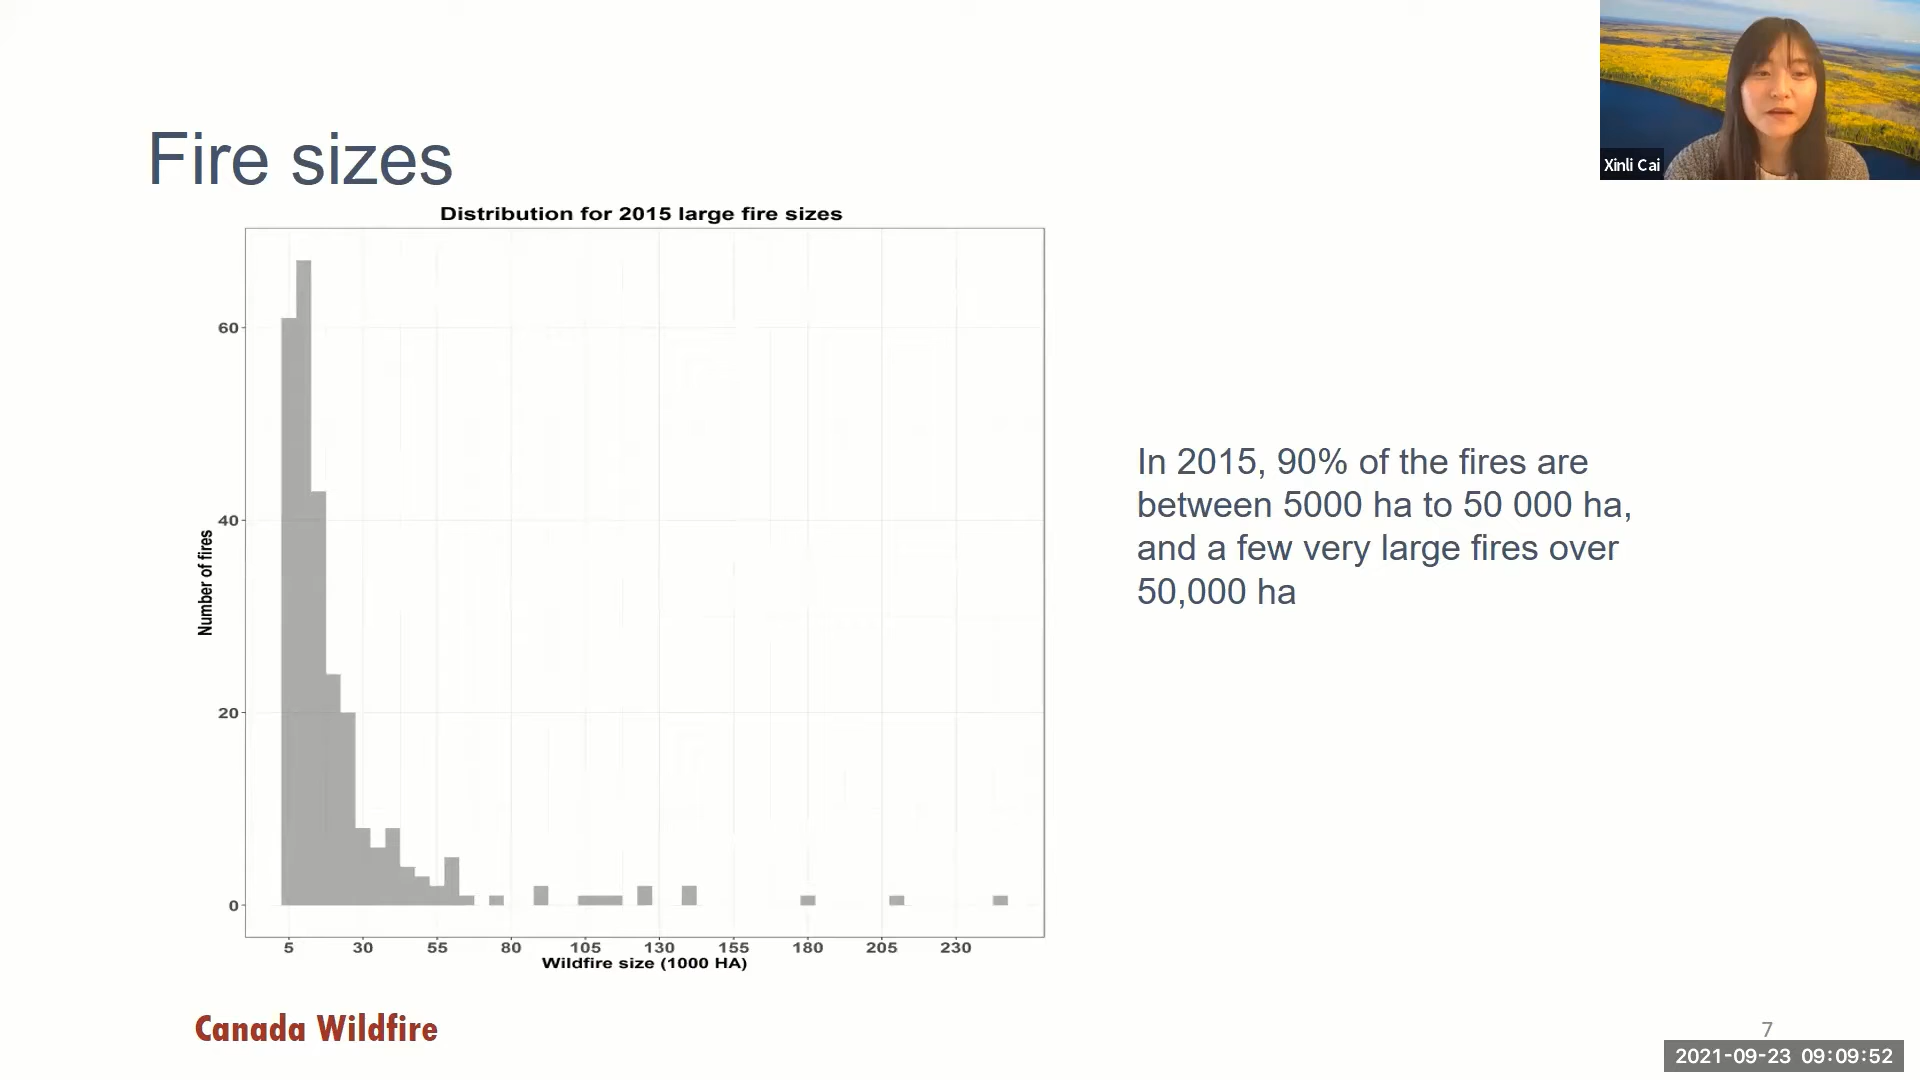 Xinli Cai
Fire sizes
Distribution for 2015 large fire sizes
Number of fires
60
40
20
0
5 30 55 80 105 130 155 180 205 230
Wildfire size (1000 HA)
In 2015, 90% of the fires are
between 5000 ha to 50 000 ha,
and a few very large fires over
50,000 ha
Canada Wildfire
7
2021-09-23 09:09:52